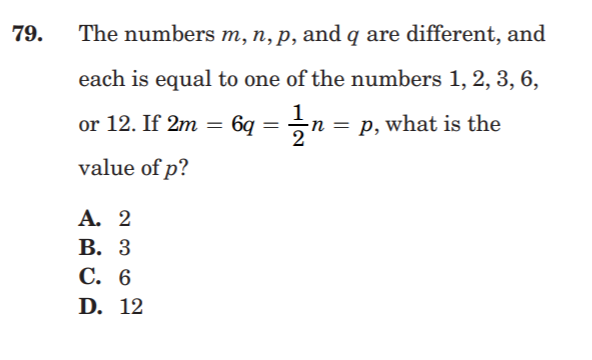 79. The numbers m, n, p, and q are different, and
each is equal to one of the numbers 1, 2, 3, 6,
or 12. If 2m = 6q = 1/2 n = p, what is the
value of p?
A. 2
B. 3
C. 6
D. 12